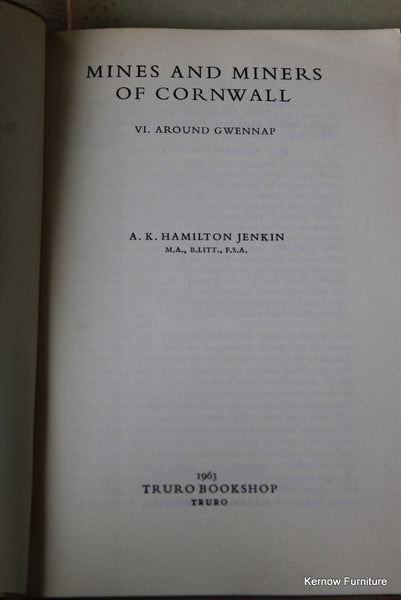 MINES AND MINERS
OF CORNWALL
VI. AROUND GWENNAP
A. K. HAMILTON JENKIN
M.A., B.LITT., F.S.A.
1963
TRURO BOOKSHOP
TRURO
Kernow Furniture